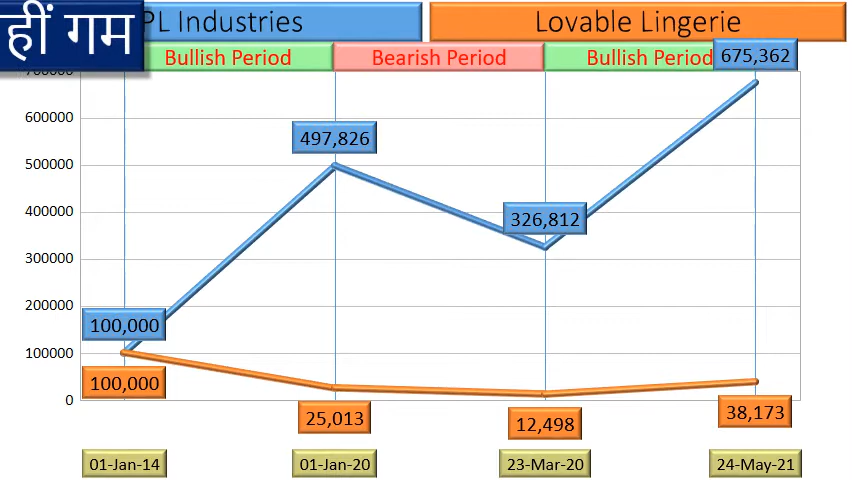 हीं गम
PL Industries
Lovable Lingerie
Bullish Period
Bearish Period
Bullish Period
675,362
700000
600000
500000
400000
300000
200000
100000
0
497,826
326,812
100,000
100,000
25,013
12,498
38,173
01-Jan-14
01-Jan-20
23-Mar-20
24-May-21